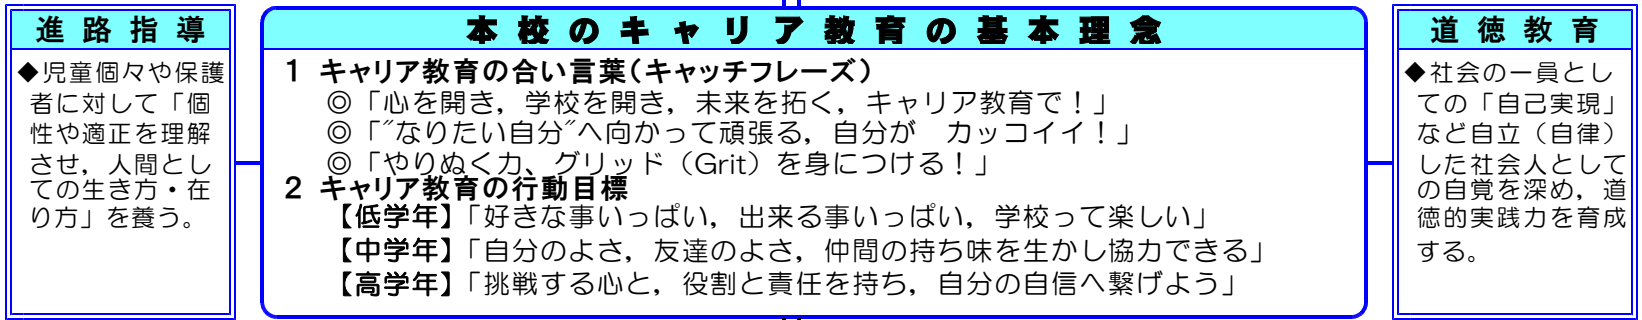 進路指導
◆児童個々や保護
者に対して「個
性や適正を理解
させ，人間とし
ての生き方・在
り方」を養う。
本校のキャリア教育の基本理念
１ キャリア教育の合い言葉（キャッチフレーズ）
◎「心を開き，学校を開き，未来を拓く，キャリア教育で！」
◎「″なりたい自分″へ向かって頑張る，自分が　カッコイイ！」
◎「やりぬく力、グリッド（Grit）を身につける！」
２ キャリア教育の行動目標
【低学年】「好きな事いっぱい，出来る事いっぱい，学校って楽しい」
【中学年】「自分のよさ，友達のよさ，仲間の持ち味を生かし協力できる」
【高学年】「挑戦する心と，役割と責任を持ち，自分の自信へ繋げよう」
道徳教育
◆社会の一員とし
ての「自己実現」
など自立（自律）
した社会人として
の自覚を深め，道
徳的実践力を育成
する。